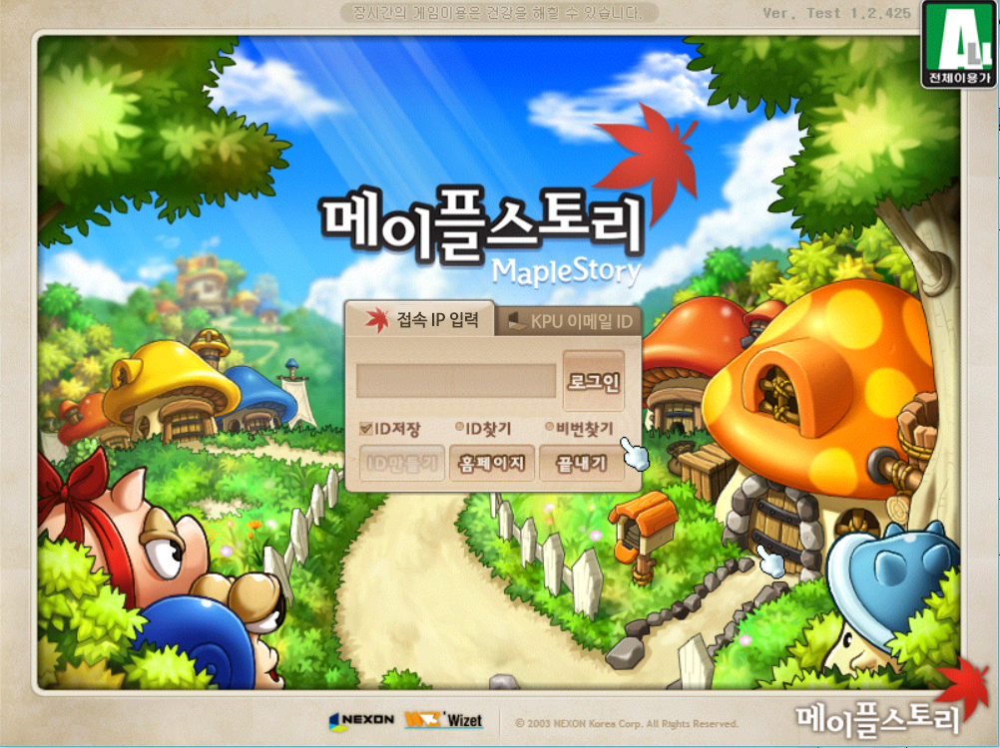 장시간의 게임이용은 건강을 해칠 수 있습니다.
Ver. Test 1.2.425
ALL
전체이용가
메이플스토리
MapleStory
접속 IP 입력
KPU 이메일 ID
로그인
ID저장
ID찾기
비번찾기
ID만들기
홈페이지
끝내기
NEXON
Wizet
© 2003 NEXON Korea Corp. All Rights Reserved.
메이플스토리